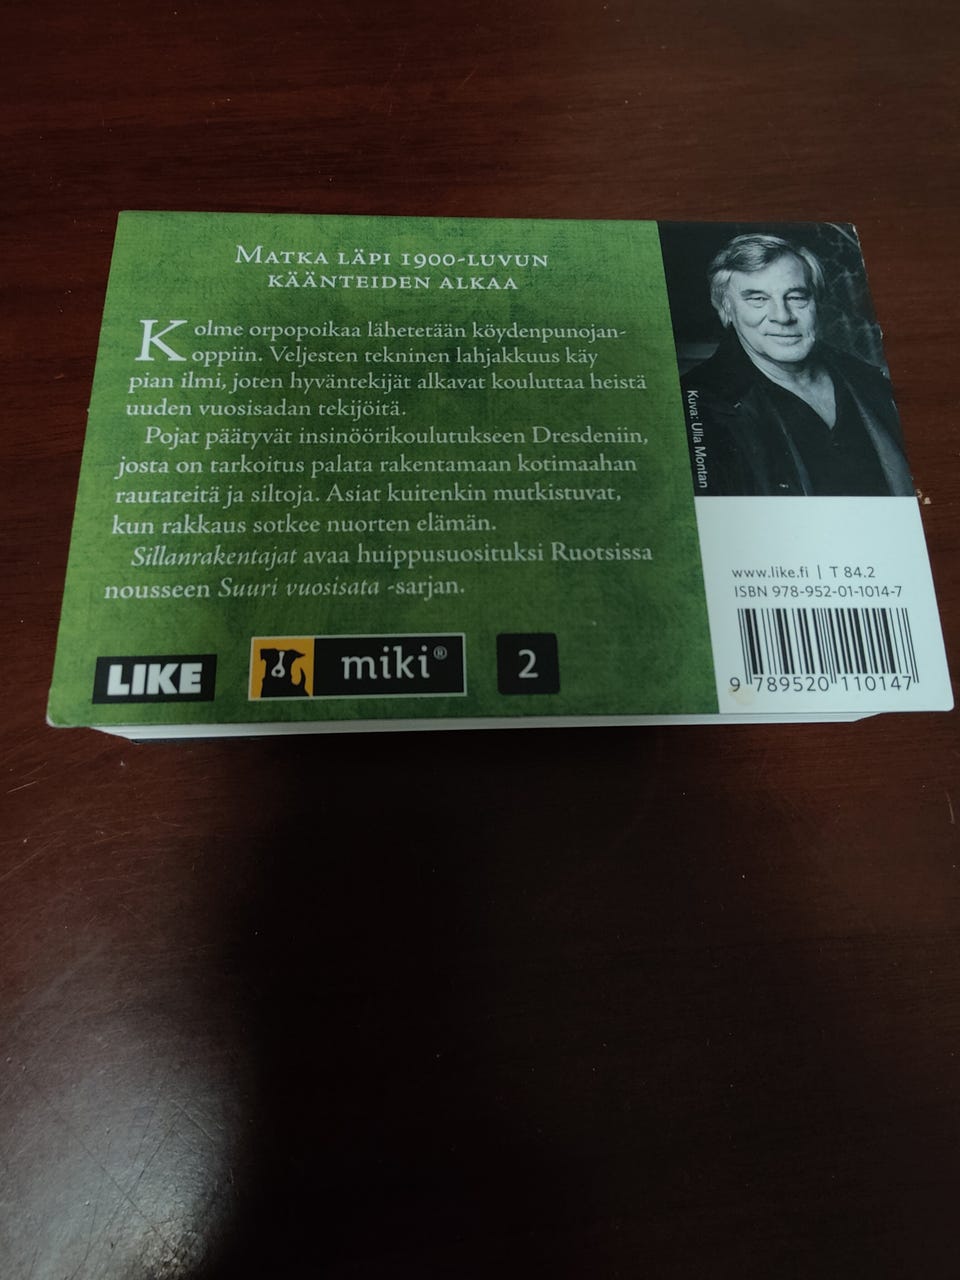 MATKA LÄPI 1900-LUVUN
KÄÄNTEIDEN ALKAA
Kolme orpopoikaa lähetetään köydenpunojan-
oppiin. Veljesten tekninen lahjakkuus käy
pian ilmi, joten hyväntekijät alkavat kouluttaa heistä
uuden vuosisadan tekijöitä.
Pojat päätyvät insinöörikoulutukseen Dresdeniin,
josta on tarkoitus palata rakentamaan kotimaahan
rautateitä ja siltoja. Asiat kuitenkin mutkistuvat,
kun rakkaus sotkee nuorten elämän.
Sillanrakentajat avaa huippusuosituksi Ruotsissa
nousseen Suuri vuosisata -sarjan.
LIKE
miki®
2
Kuva: Ulla Montan
www.like.fi | T 84.2
ISBN 978-952-01-1014-7
9 789520 110147